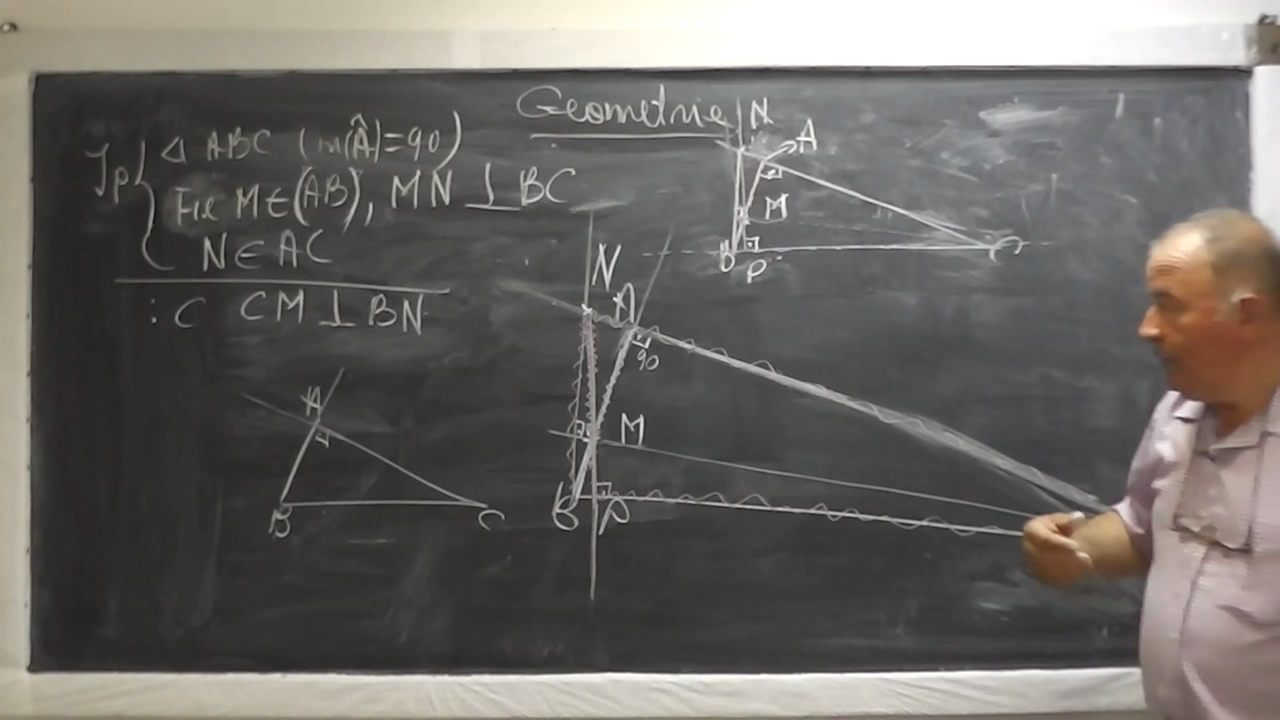 Geometrie
Ip
△ ABC (m(Â)=90)
Fie M∈(AB), MN ⊥ BC
N∈AC
:C CM ⊥ BN
N
A
M
B
P
C
N
A
90
M
B
P
A
B
C